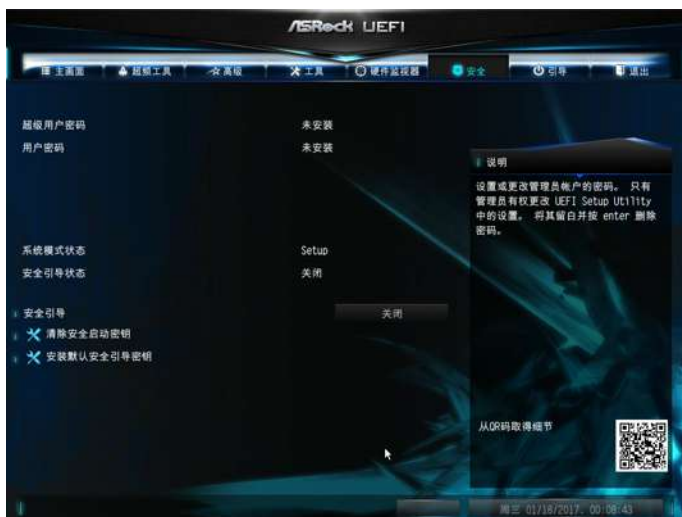 ASRock UEFI
主画面 超频工具 高级 工具 硬件监视器 安全 引导 退出
超级用户密码 未安装
用户密码 未安装
说明
设置或更改管理员帐户的密码。 只有
管理员有权更改 UEFI Setup Utility
中的设置。 将其留白并按 enter 删除
密码。
系统模式状态 Setup
安全引导状态 关闭
安全引导 关闭
清除安全启动密钥
安装默认安全引导密钥
从QR码取得细节
周三 01/18/2017. 00:08:43